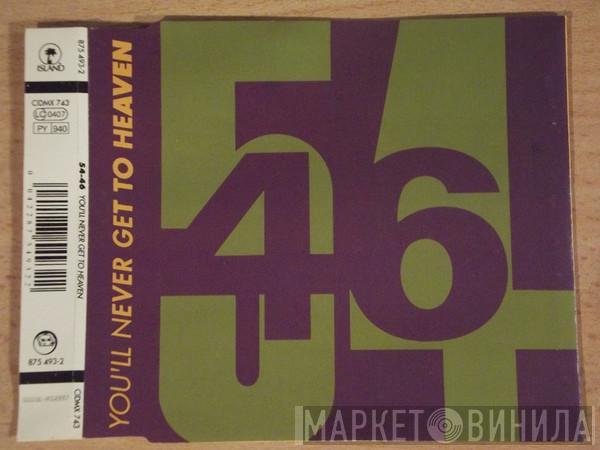 875 493-2
ISLAND
CIDMX 743
LC 0407
PY 940
54-46 YOU'LL NEVER GET TO HEAVEN
875 493-2
CIDMX 743
YOU'LL NEVER GET TO HEAVEN
54
46
МАРКЕТ ВИНИЛА